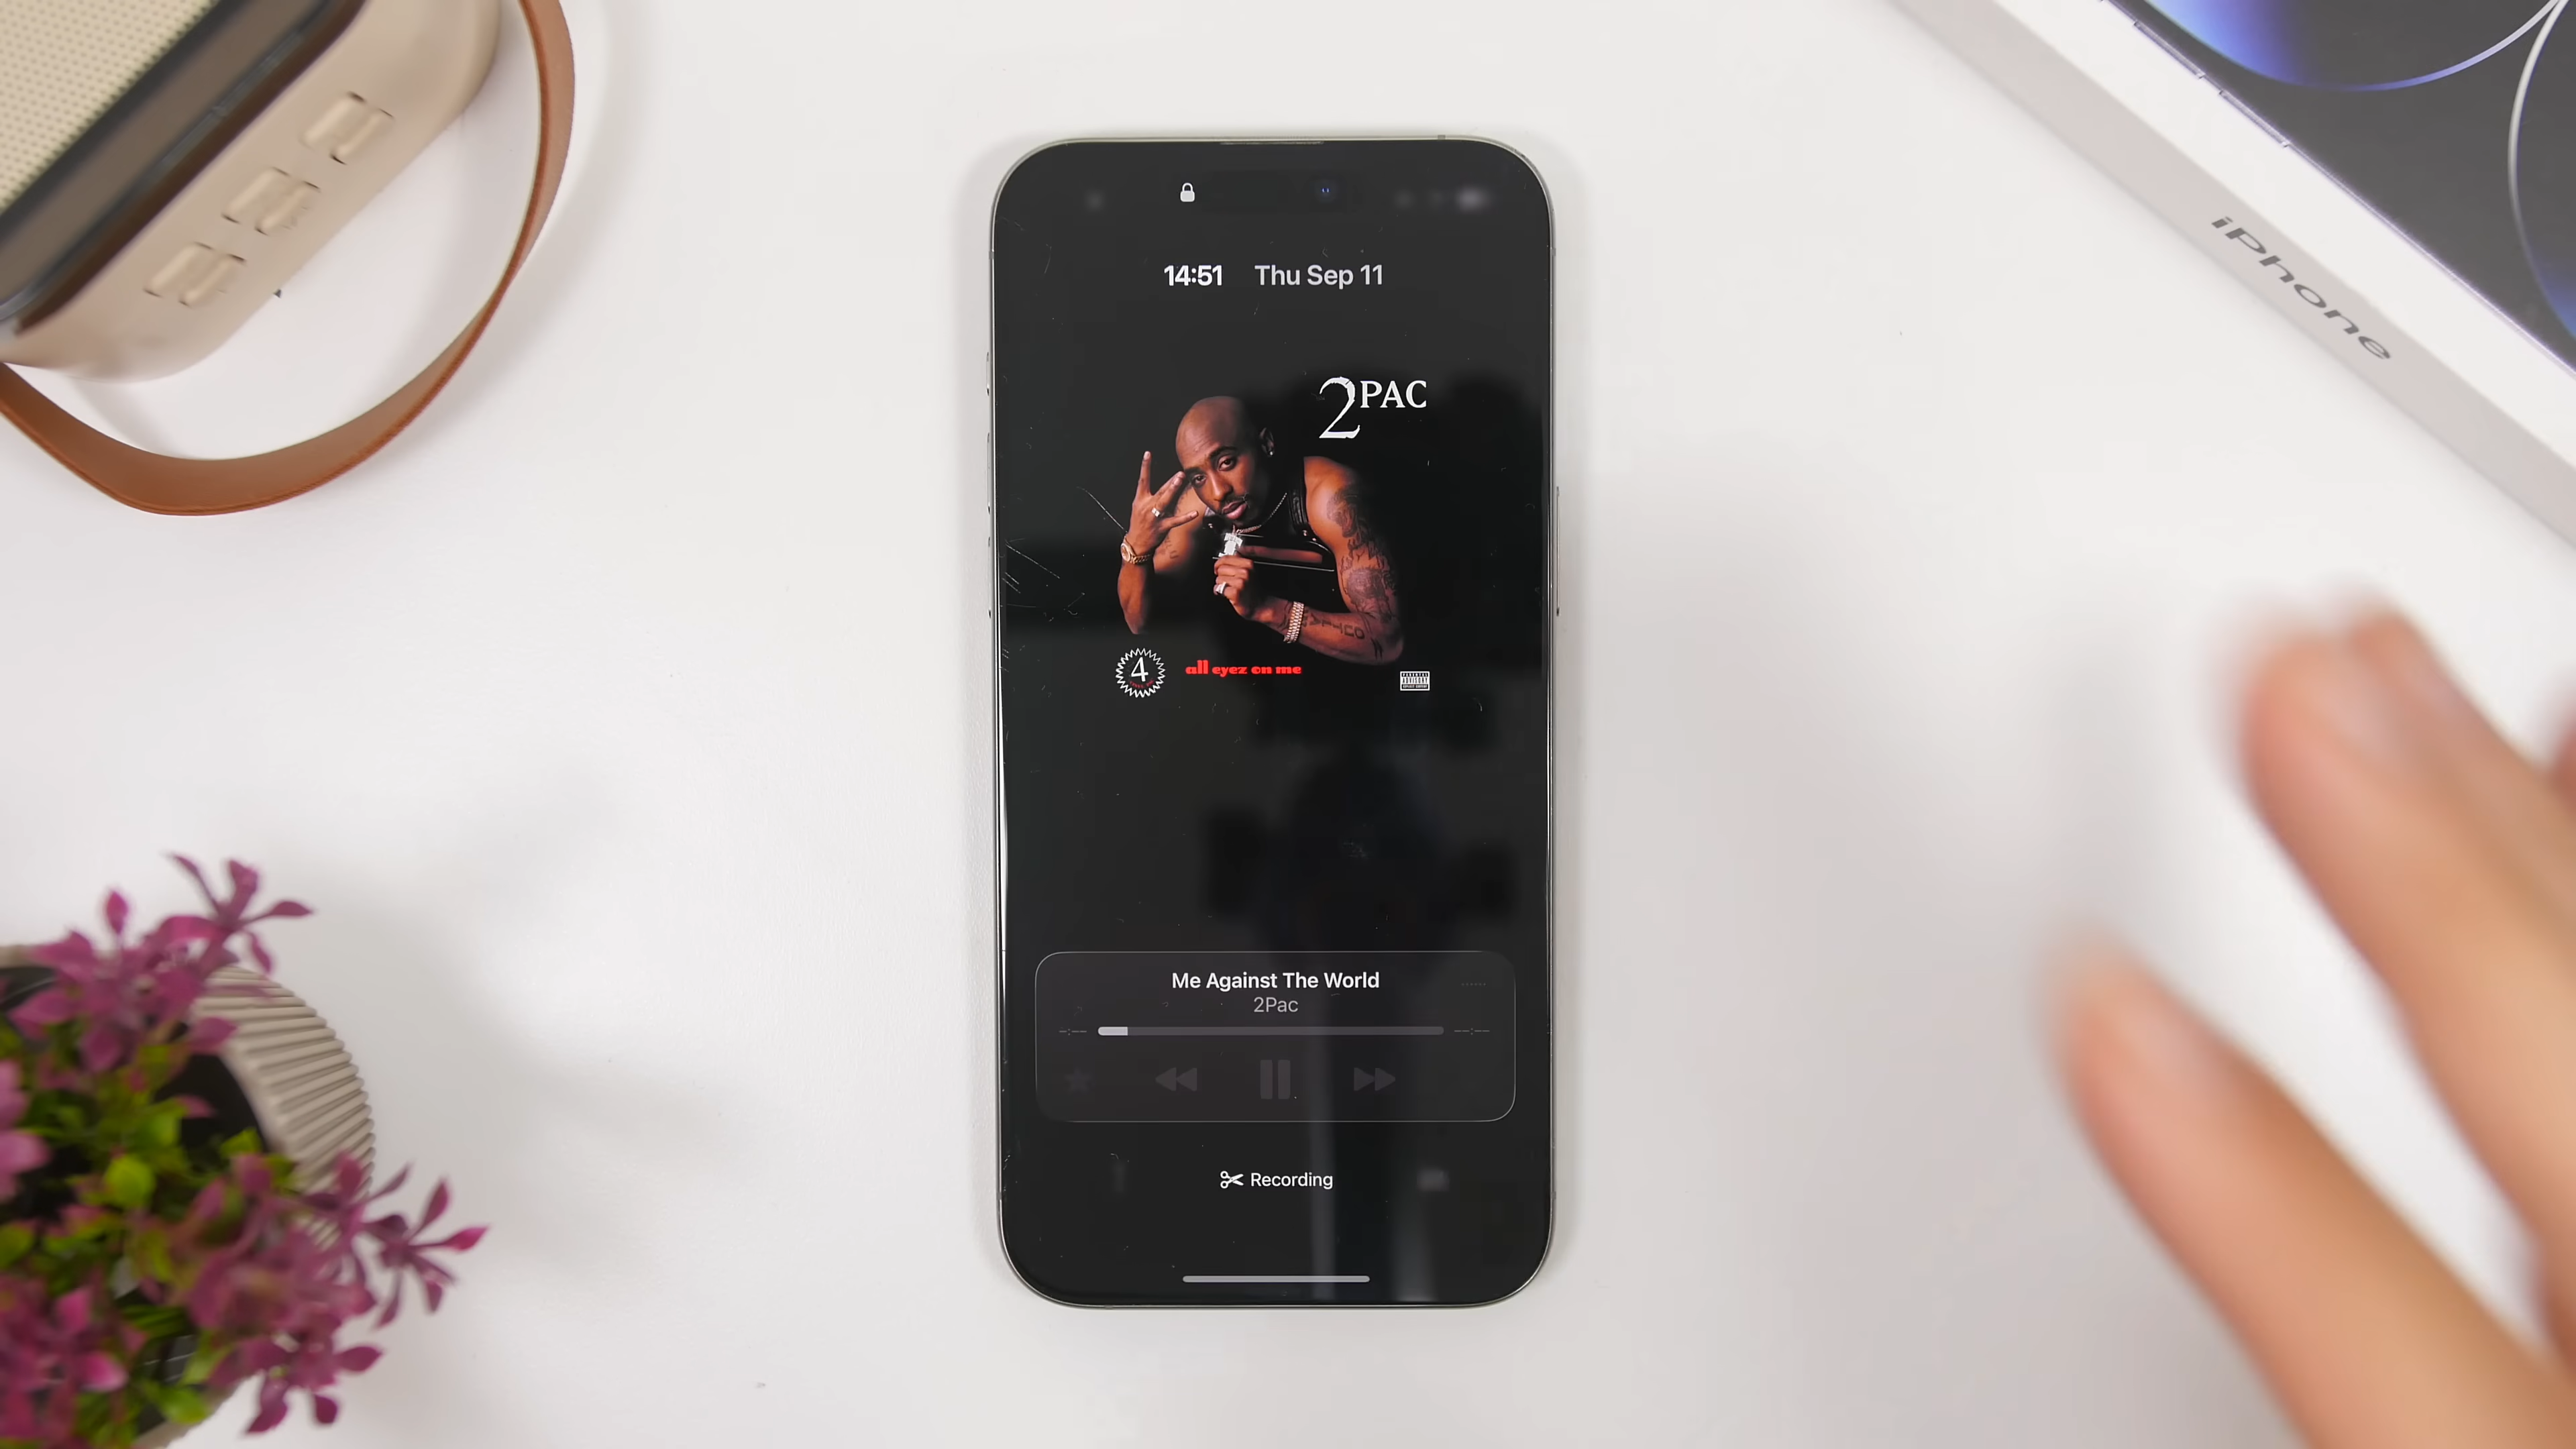 14:51 Thu Sep 11
2PAC
4
all eyez on me
Me Against The World
2Pac
Recording
iPhone